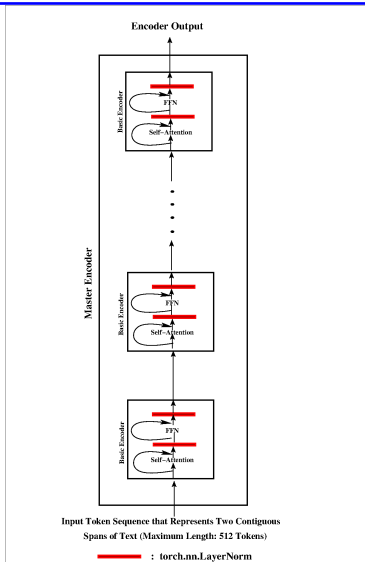 Encoder Output
Basic Encoder
FFN
Self-Attention
Master Encoder
Basic Encoder
FFN
Self-Attention
Basic Encoder
FFN
Self-Attention
Input Token Sequence that Represents Two Contiguous
Spans of Text (Maximum Length: 512 Tokens)
: torch.nn.LayerNorm